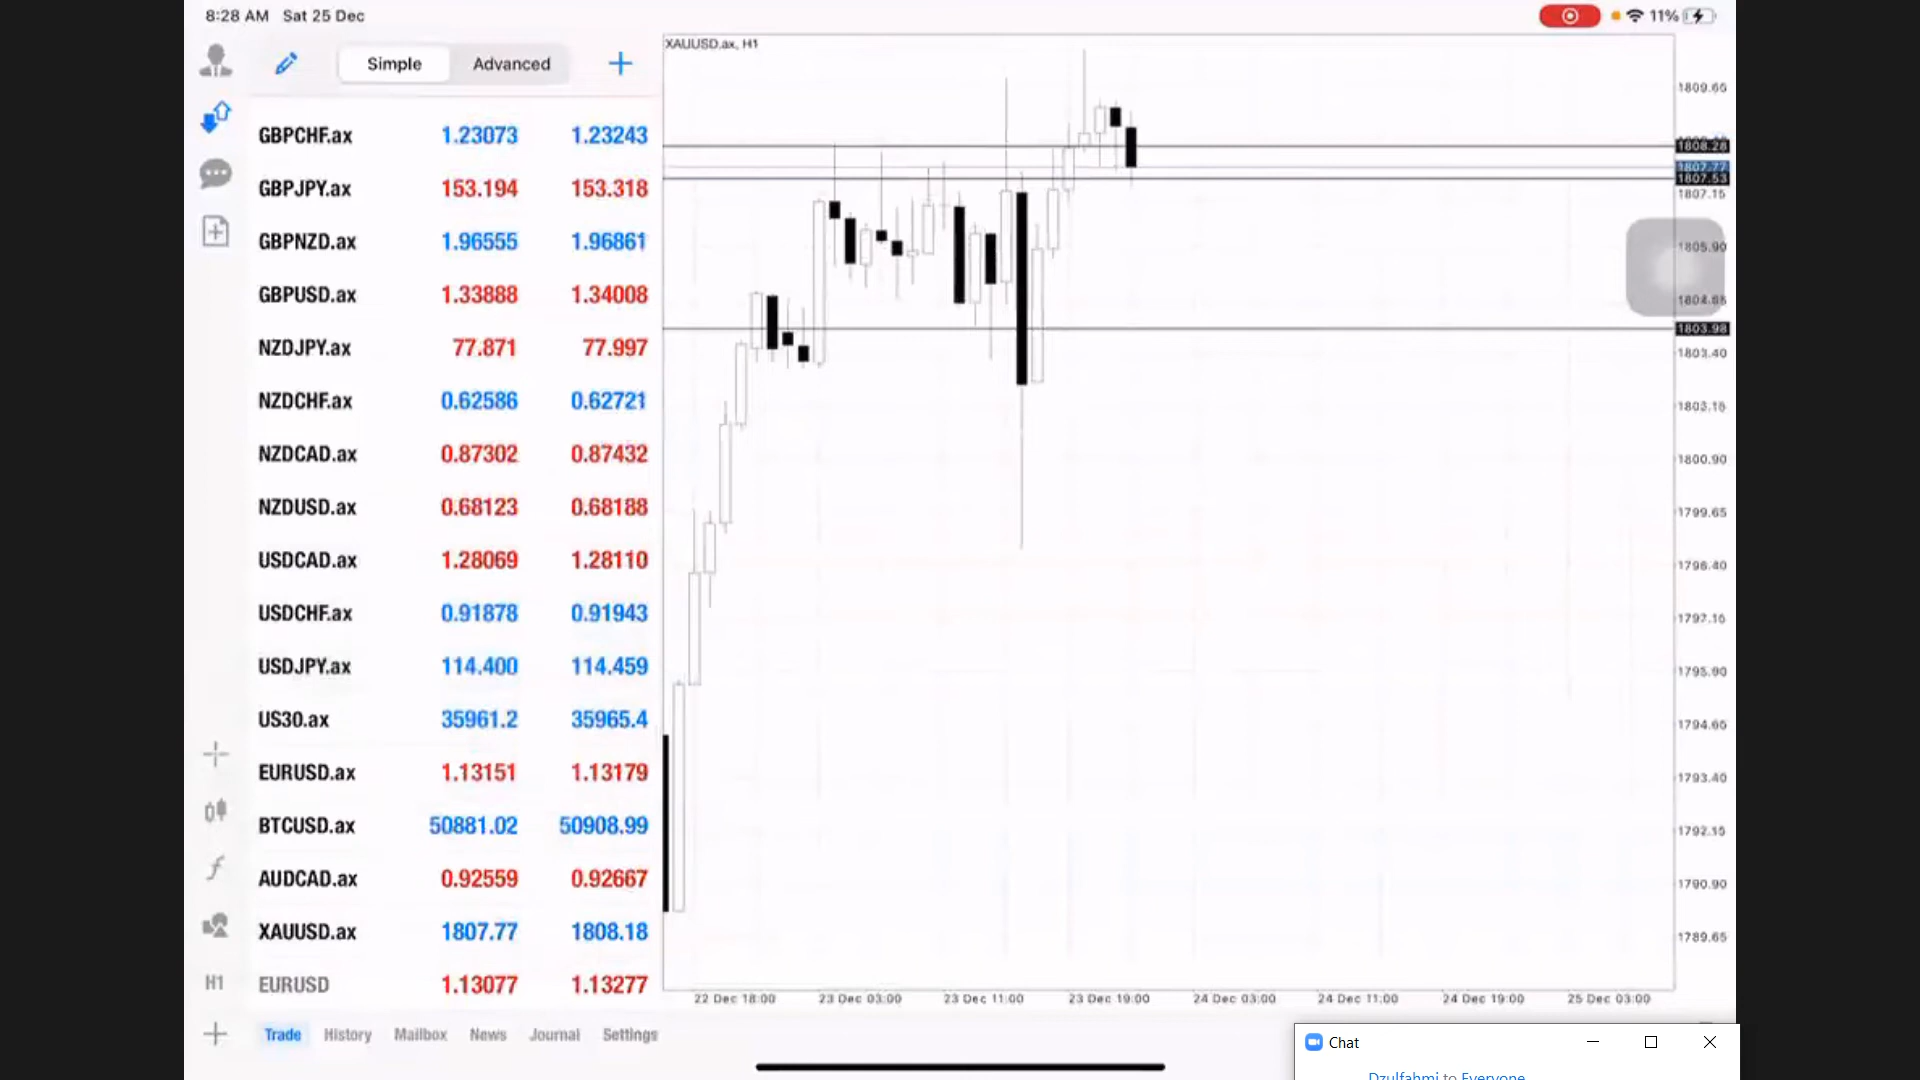 8:28 AM Sat 25 Dec
11%
Simple Advanced
XAUUSD.ax, H1
GBPCHF.ax 1.23073 1.23243
GBPJPY.ax 153.194 153.318
GBPNZD.ax 1.96555 1.96861
GBPUSD.ax 1.33888 1.34008
NZDJPY.ax 77.871 77.997
NZDCHF.ax 0.62586 0.62721
NZDCAD.ax 0.87302 0.87432
NZDUSD.ax 0.68123 0.68188
USDCAD.ax 1.28069 1.28110
USDCHF.ax 0.91878 0.91943
USDJPY.ax 114.400 114.459
US30.ax 35961.2 35965.4
EURUSD.ax 1.13151 1.13179
BTCUSD.ax 50881.02 50908.99
AUDCAD.ax 0.92559 0.92667
XAUUSD.ax 1807.77 1808.18
EURUSD 1.13077 1.13277
H1
Trade History Mailbox News Journal Settings
1809.65
1808.28
1807.77
1807.53
1807.15
1805.90
1804.65
1803.98
1803.40
1803.15
1800.90
1799.65
1796.40
1797.15
1795.90
1794.65
1793.40
1792.15
1790.90
1789.65
22 Dec 18:00 23 Dec 03:00 23 Dec 11:00 23 Dec 19:00 24 Dec 03:00 24 Dec 11:00 24 Dec 19:00 25 Dec 03:00
Chat
Dzulfahmi to Everyone